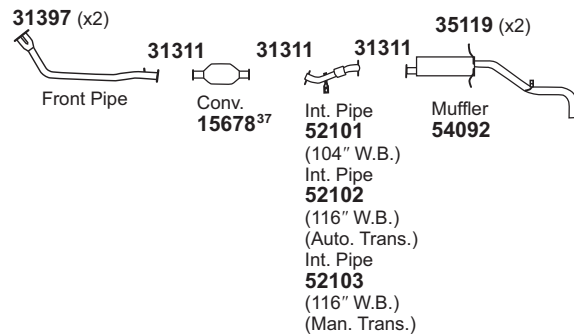 31397 (x2)
31311
31311
31311
35119 (x2)
Front Pipe
Conv.
15678³⁷
Int. Pipe
52101
(104″ W.B.)
Int. Pipe
52102
(116″ W.B.)
(Auto. Trans.)
Int. Pipe
52103
(116″ W.B.)
(Man. Trans.)
Muffler
54092